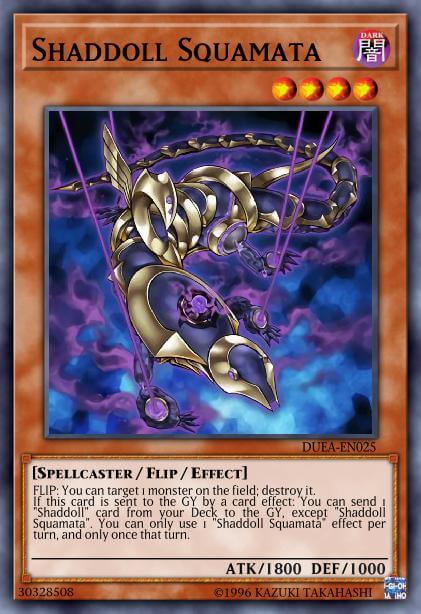 SHADDOLL SQUAMATA
DARK
闇
DUEA-EN025
[SPELLCASTER / FLIP / EFFECT]
FLIP: You can target 1 monster on the field; destroy it.
If this card is sent to the GY by a card effect: You can send 1
"Shaddoll" card from your Deck to the GY, except "Shaddoll
Squamata". You can only use 1 "Shaddoll Squamata" effect per
turn, and only once that turn.
ATK/1800 DEF/1000
30328508
©1996 KAZUKI TAKAHASHI